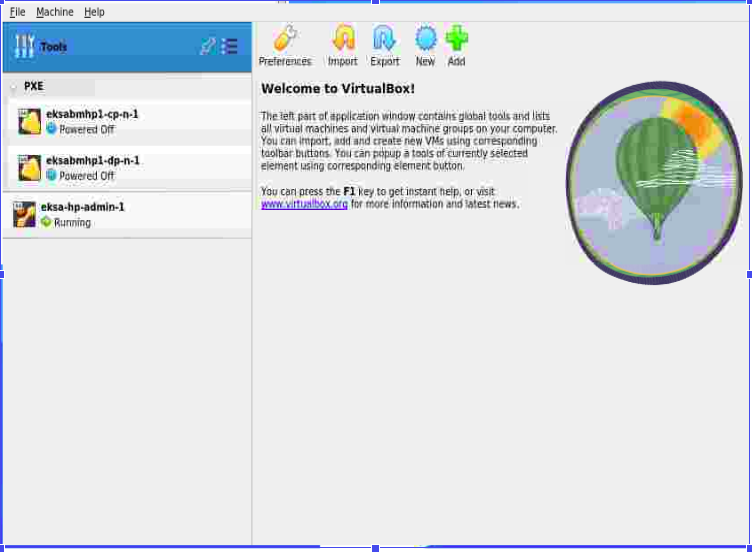 File Machine Help
Tools
PXE
eksabmhp1-cp-n-1
Powered Off
eksabmhp1-dp-n-1
Powered Off
eksa-hp-admin-1
Running
Preferences Import Export New Add
Welcome to VirtualBox!
The left part of application window contains global tools and lists
all virtual machines and virtual machine groups on your computer.
You can import, add and create new VMs using corresponding
toolbar buttons. You can popup a tools of currently selected
element using corresponding element button.
You can press the F1 key to get instant help, or visit
www.virtualbox.org for more information and latest news.